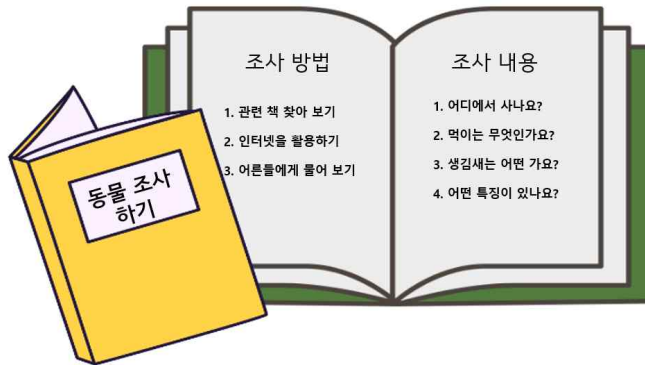 동물 조사
하기
조사 방법
1. 관련 책 찾아 보기
2. 인터넷을 활용하기
3. 어른들에게 물어 보기
조사 내용
1. 어디에서 사나요?
2. 먹이는 무엇인가요?
3. 생김새는 어떤 가요?
4. 어떤 특징이 있나요?